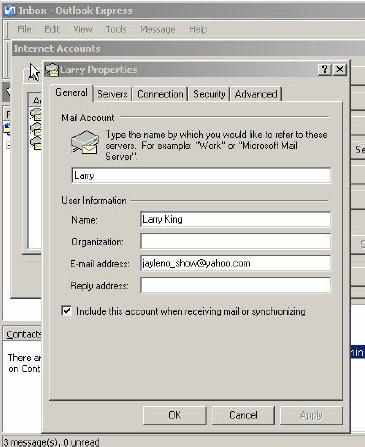 Inbox - Outlook Express
File Edit View Tools Message Help
Internet Accounts
Larry Properties
General Servers Connection Security Advanced
Mail Account
Type the name by which you would like to refer to these
servers. For example: "Work" or "Microsoft Mail
Server".
Larry
User Information
Name: Larry King
Organization:
E-mail address: jayleno_show@yahoo.com
Reply address:
Include this account when receiving mail or synchronizing
Contacts
There ar
on Cont
OK Cancel Apply
3 message(s), 0 unread